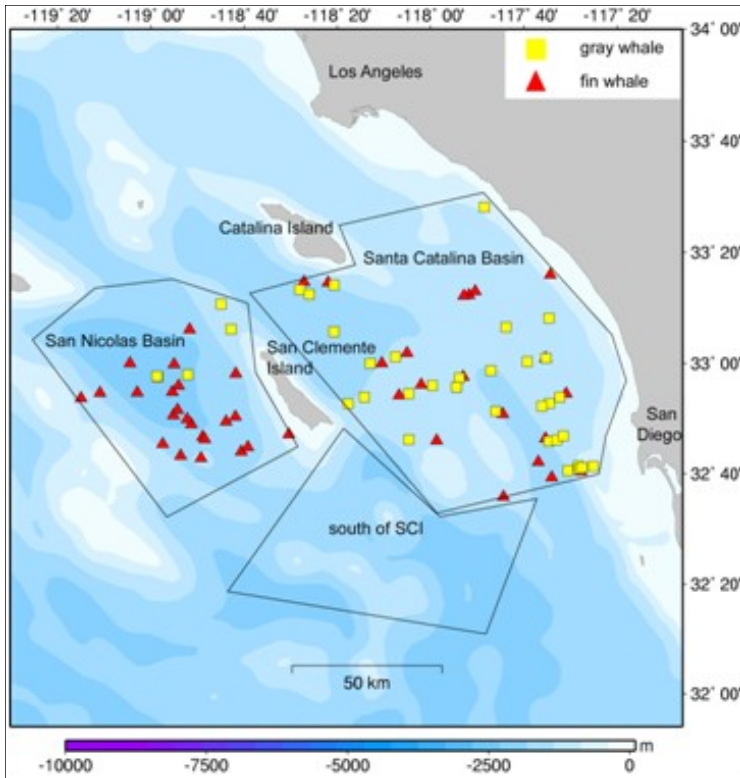 -119° 20' -119° 00' -118° 40' -118° 20' -118° 00' -117° 40' -117° 20'
34° 00'
gray whale
fin whale
Los Angeles
33° 40'
Catalina Island
33° 20'
Santa Catalina Basin
San Nicolas Basin
San Clemente
Island
33° 00'
San
Diego
32° 40'
south of SCI
32° 20'
50 km
32° 00'
m
-10000 -7500 -5000 -2500 0